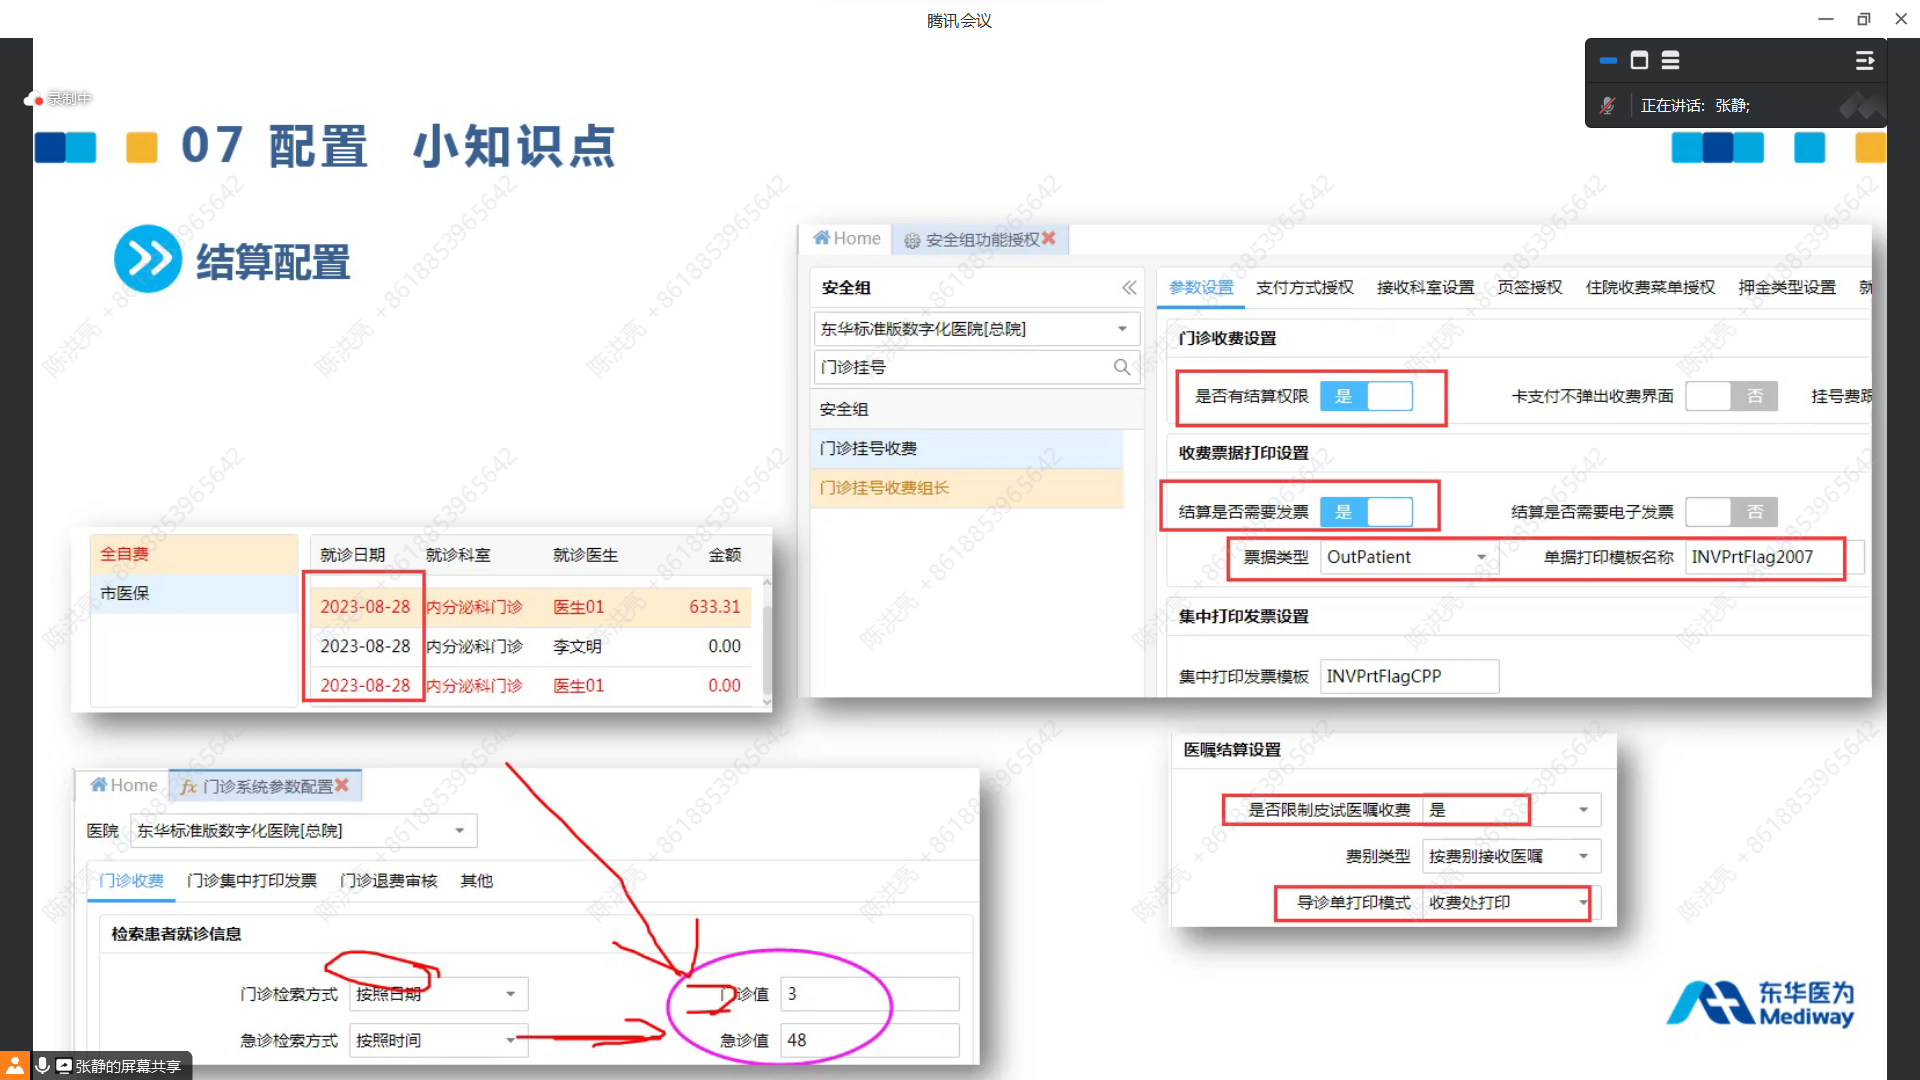 腾讯会议
录制中
正在讲话: 张静;
07 配置 小知识点
结算配置
Home 安全组功能授权
安全组
东华标准版数字化医院[总院]
门诊挂号
安全组
门诊挂号收费
门诊挂号收费组长
参数设置 支付方式授权 接收科室设置 页签授权 住院收费菜单授权 押金类型设置 就
门诊收费设置
是否有结算权限 是 卡支付不弹出收费界面 否 挂号费跟
收费票据打印设置
结算是否需要发票 是 结算是否需要电子发票 否
票据类型 OutPatient 单据打印模板名称 INVPrtFlag2007
集中打印发票设置
集中打印发票模板 INVPrtFlagCPP
全自费
市医保
就诊日期 就诊科室 就诊医生 金额
2023-08-28 内分泌科门诊 医生01 633.31
2023-08-28 内分泌科门诊 李文明 0.00
2023-08-28 内分泌科门诊 医生01 0.00
Home fx 门诊系统参数配置
医院 东华标准版数字化医院[总院]
门诊收费 门诊集中打印发票 门诊退费审核 其他
检索患者就诊信息
门诊检索方式 按照日期 门诊值 3
急诊检索方式 按照时间 急诊值 48
医嘱结算设置
是否限制皮试医嘱收费 是
费别类型 按费别接收医嘱
导诊单打印模式 收费处打印
东华医为
Mediway
张静的屏幕共享
陈洪亮 +8618853965642